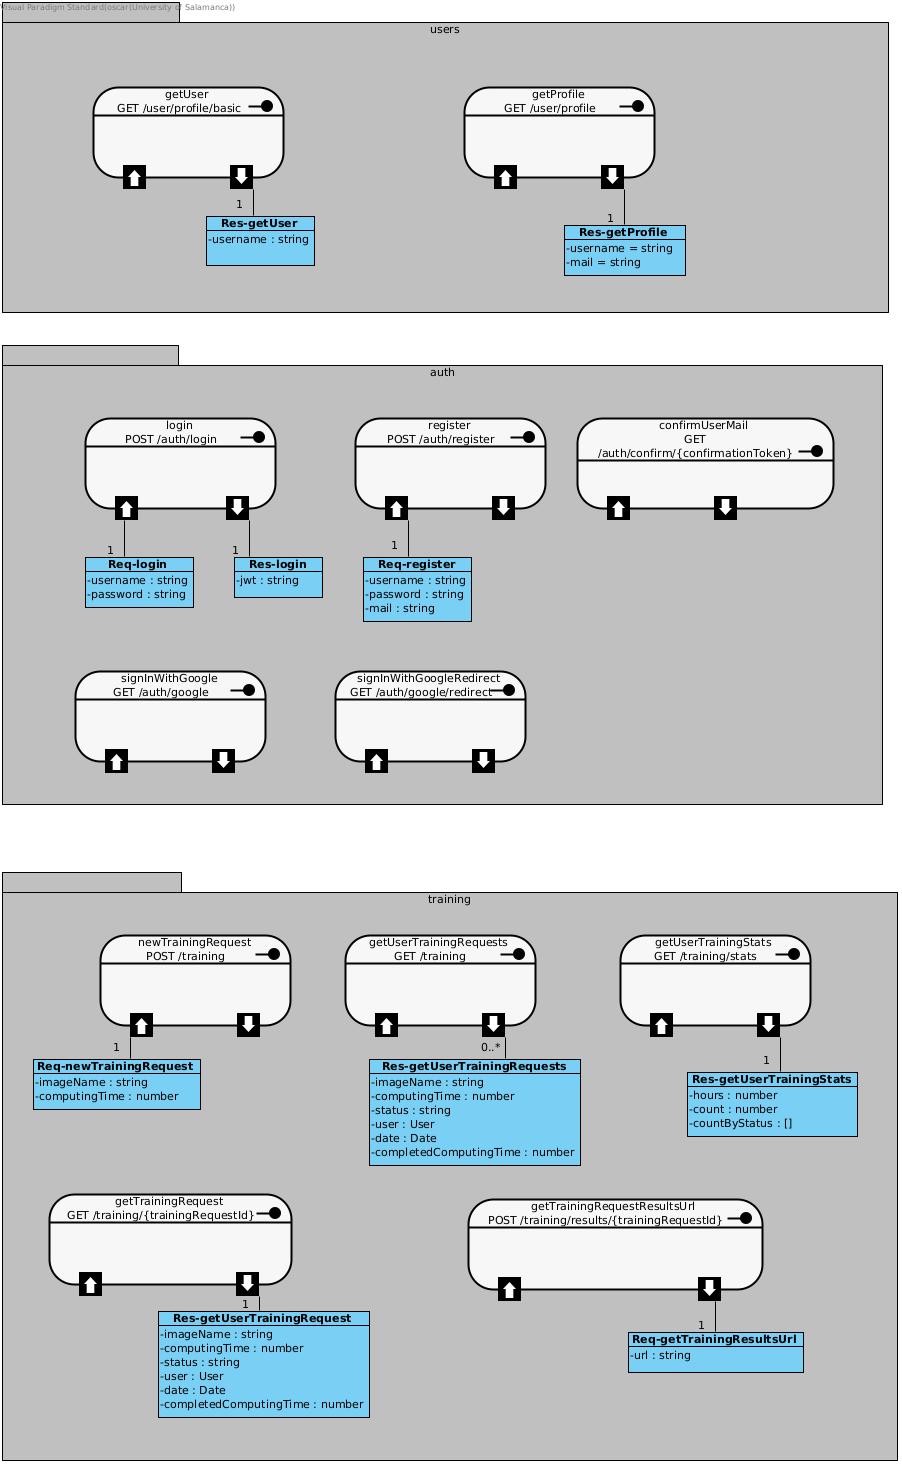 Visual Paradigm Standard(oscar(University of Salamanca))
users
getUser
GET /user/profile/basic
getProfile
GET /user/profile
1
Res-getUser
-username : string
1
Res-getProfile
-username = string
-mail = string
auth
login
POST /auth/login
register
POST /auth/register
confirmUserMail
GET
/auth/confirm/{confirmationToken}
1
Req-login
-username : string
-password : string
1
Res-login
-jwt : string
1
Req-register
-username : string
-password : string
-mail : string
signInWithGoogle
GET /auth/google
signInWithGoogleRedirect
GET /auth/google/redirect
training
newTrainingRequest
POST /training
getUserTrainingRequests
GET /training
getUserTrainingStats
GET /training/stats
1
Req-newTrainingRequest
-imageName : string
-computingTime : number
0..*
Res-getUserTrainingRequests
-imageName : string
-computingTime : number
-status : string
-user : User
-date : Date
-completedComputingTime : number
1
Res-getUserTrainingStats
-hours : number
-count : number
-countByStatus : []
getTrainingRequest
GET /training/{trainingRequestId}
getTrainingRequestResultsUrl
POST /training/results/{trainingRequestId}
1
Res-getUserTrainingRequest
-imageName : string
-computingTime : number
-status : string
-user : User
-date : Date
-completedComputingTime : number
1
Req-getTrainingResultsUrl
-url : string